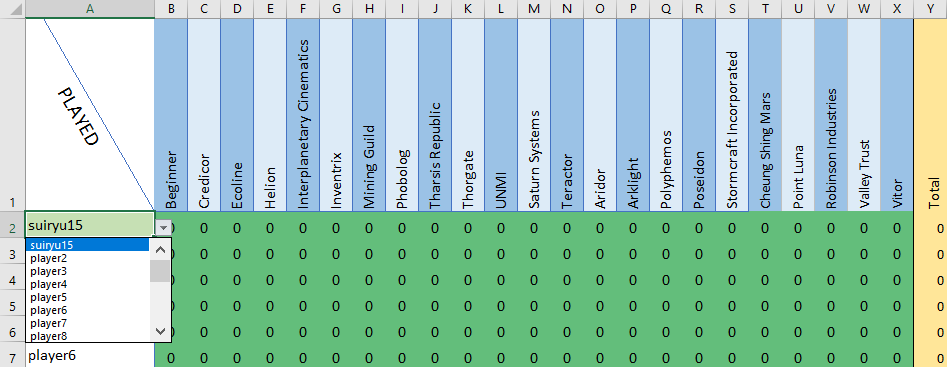 A B C D E F G H I J K L M N O P Q R S T U V W X Y
1 PLAYED Beginner Credicor Ecoline Helion Interplanetary Cinematics Inventrix Mining Guild Phobolog Tharsis Republic Thorgate UNMI Saturn Systems Teractor Aridor Arklight Polyphemos Poseidon Stormcraft Incorporated Cheung Shing Mars Point Luna Robinson Industries Valley Trust Vitor Total
2 suiryu15 0 0 0 0 0 0 0 0 0 0 0 0 0 0 0 0 0 0 0 0 0 0 0 0
suiryu15
3 player2 0 0 0 0 0 0 0 0 0 0 0 0 0 0 0 0 0 0 0 0 0 0 0 0
player3
4 player4 0 0 0 0 0 0 0 0 0 0 0 0 0 0 0 0 0 0 0 0 0 0 0 0
5 player5 0 0 0 0 0 0 0 0 0 0 0 0 0 0 0 0 0 0 0 0 0 0 0 0
player6
6 player7 0 0 0 0 0 0 0 0 0 0 0 0 0 0 0 0 0 0 0 0 0 0 0 0
player8
7 player6 0 0 0 0 0 0 0 0 0 0 0 0 0 0 0 0 0 0 0 0 0 0 0 0